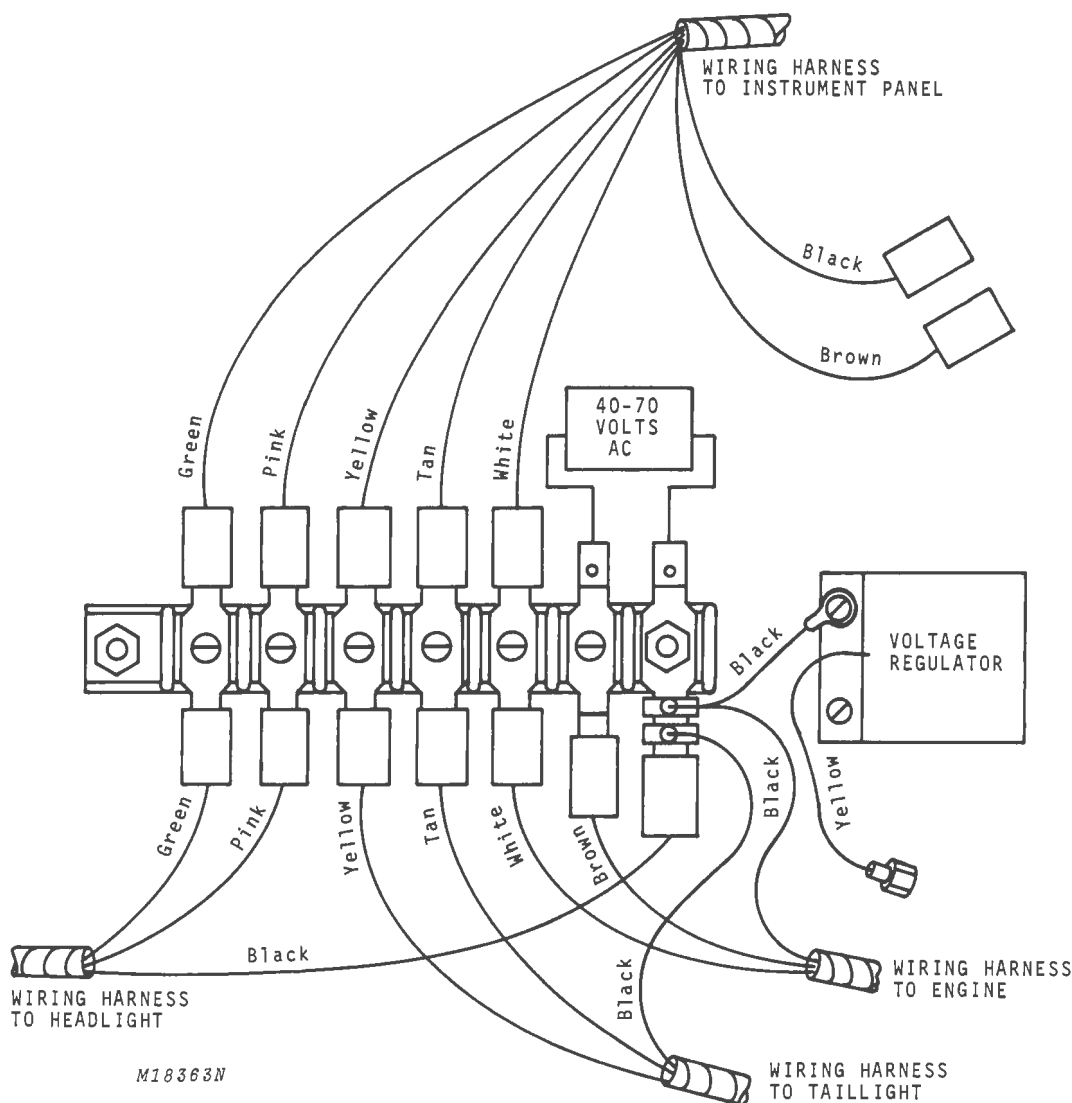 WIRING HARNESS
TO INSTRUMENT PANEL
Black
Brown
40-70
VOLTS
AC
Green
Pink
Yellow
Tan
White
Black
VOLTAGE
REGULATOR
Green
Pink
Yellow
Tan
White
Brown
Black
Yellow
Black
Black
WIRING HARNESS
TO HEADLIGHT
WIRING HARNESS
TO ENGINE
WIRING HARNESS
TO TAILLIGHT
M18363N